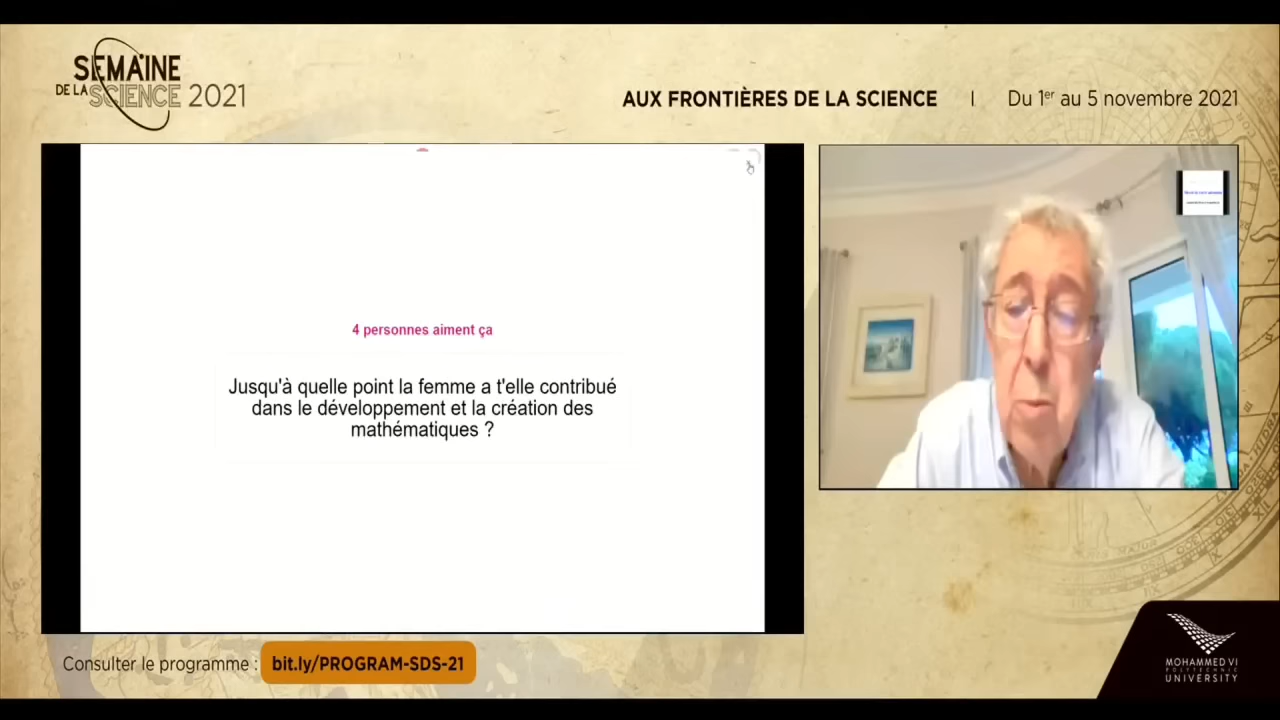 SEMAINE
DE LA SCIENCE 2021
AUX FRONTIÈRES DE LA SCIENCE | Du 1er au 5 novembre 2021
4 personnes aiment ça
Jusqu'à quelle point la femme a t'elle contribué
dans le développement et la création des
mathématiques ?
Consulter le programme : bit.ly/PROGRAM-SDS-21
MOHAMMED VI
POLYTECHNIC
UNIVERSITY